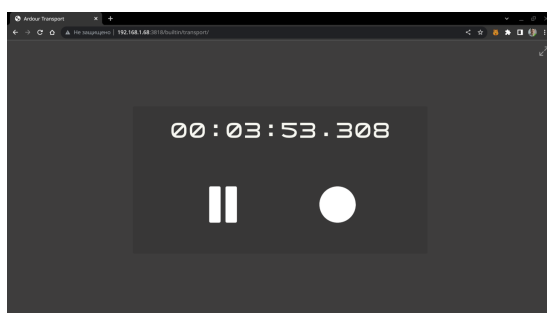 Ardour Transport
Не защищено | 192.168.1.68:3818/builtin/transport/
00:03:53.308